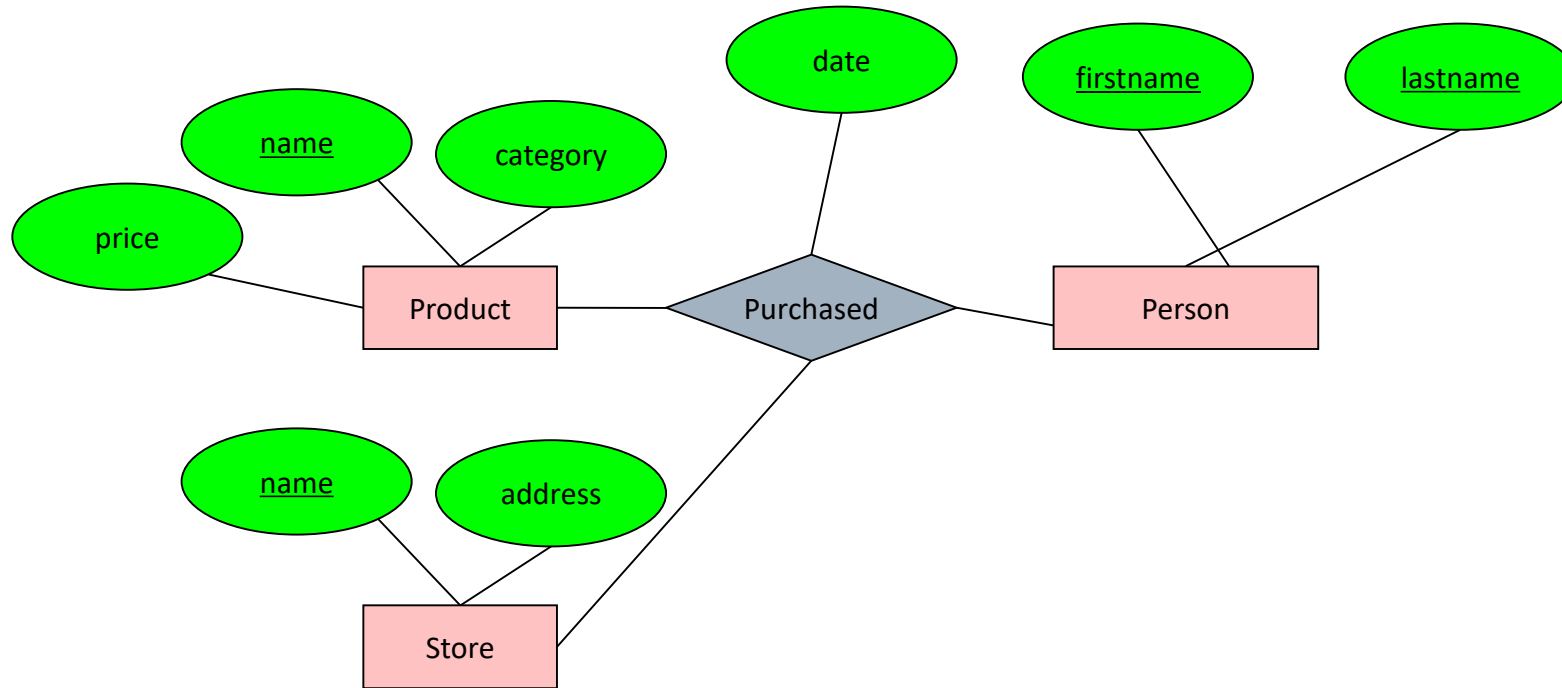 date
firstname
lastname
name
category
price
Product
Purchased
Person
name
address
Store